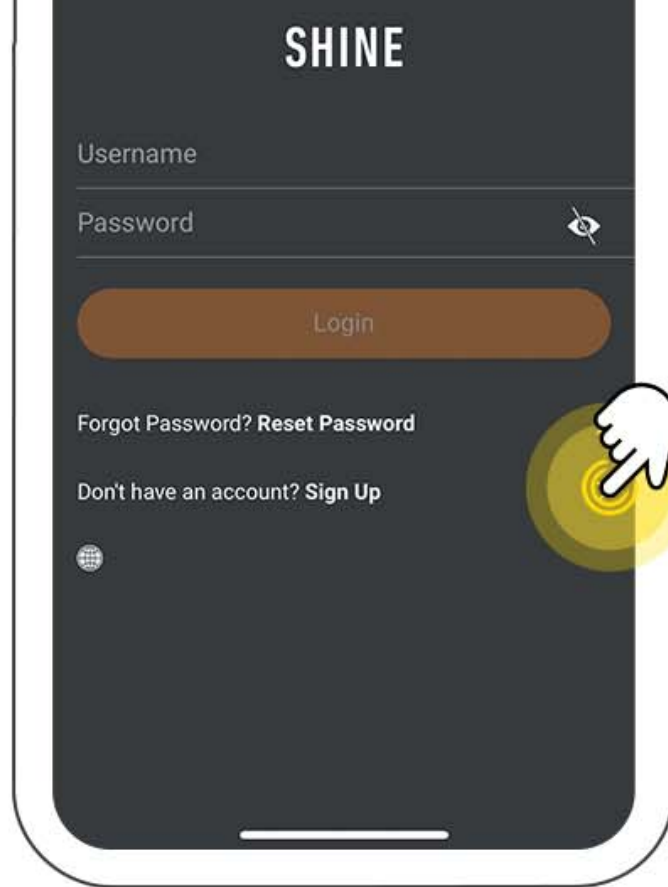 SHINE
Username
Password
Login
Forgot Password? Reset Password
Don't have an account? Sign Up